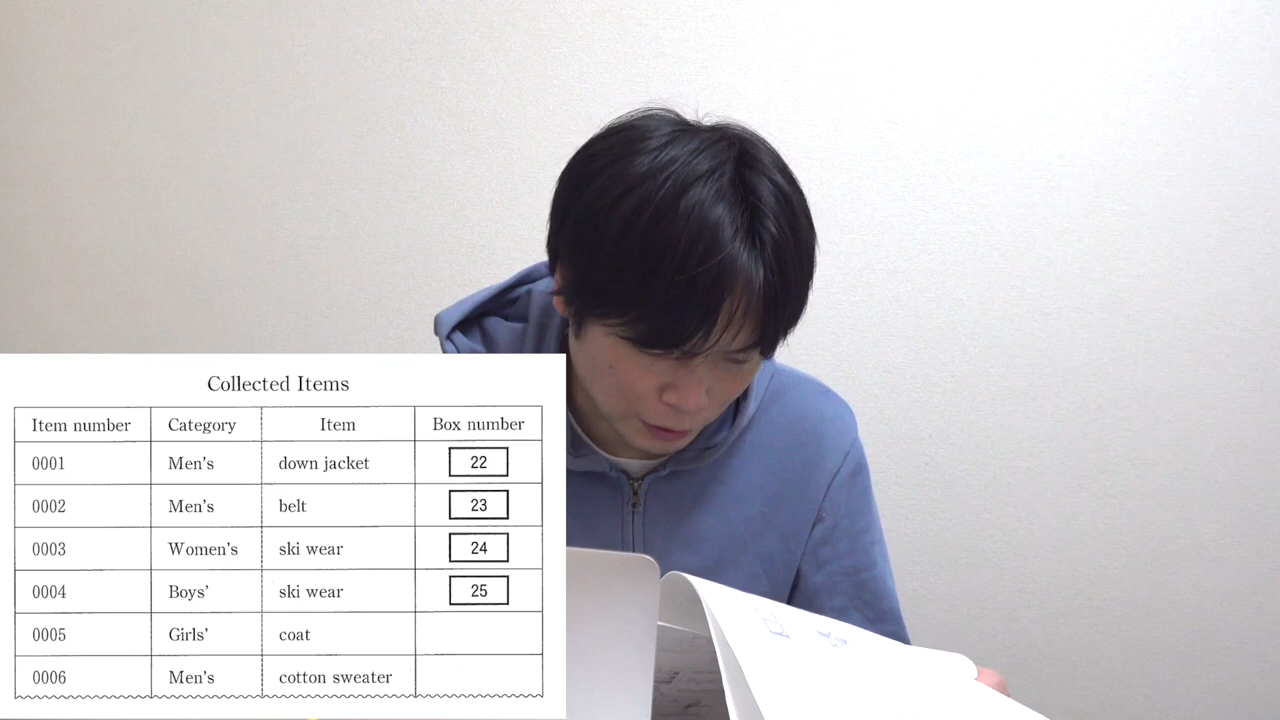 Collected Items
Item number Category Item Box number
0001 Men's down jacket 22
0002 Men's belt 23
0003 Women's ski wear 24
0004 Boys' ski wear 25
0005 Girls' coat
0006 Men's cotton sweater